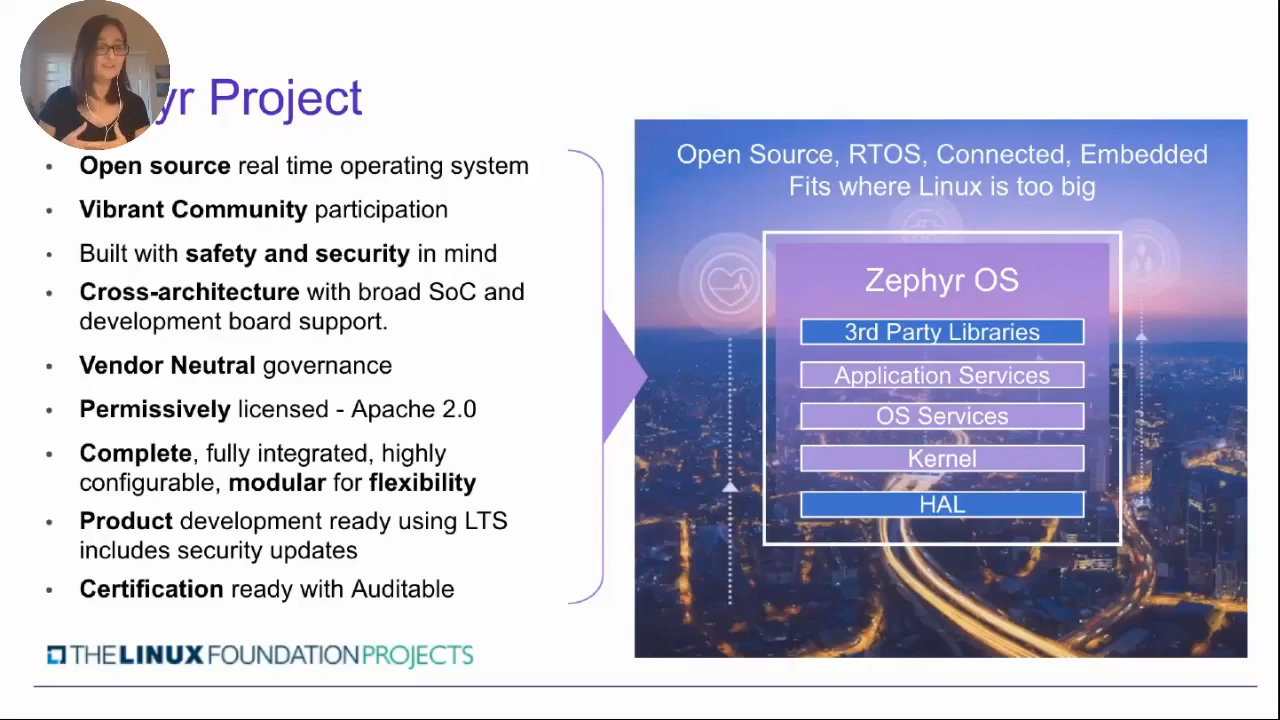 yr Project
• Open source real time operating system
• Vibrant Community participation
• Built with safety and security in mind
• Cross-architecture with broad SoC and
development board support.
• Vendor Neutral governance
• Permissively licensed - Apache 2.0
• Complete, fully integrated, highly
configurable, modular for flexibility
• Product development ready using LTS
includes security updates
• Certification ready with Auditable
THE LINUX FOUNDATION PROJECTS
Open Source, RTOS, Connected, Embedded
Fits where Linux is too big
Zephyr OS
3rd Party Libraries
Application Services
OS Services
Kernel
HAL